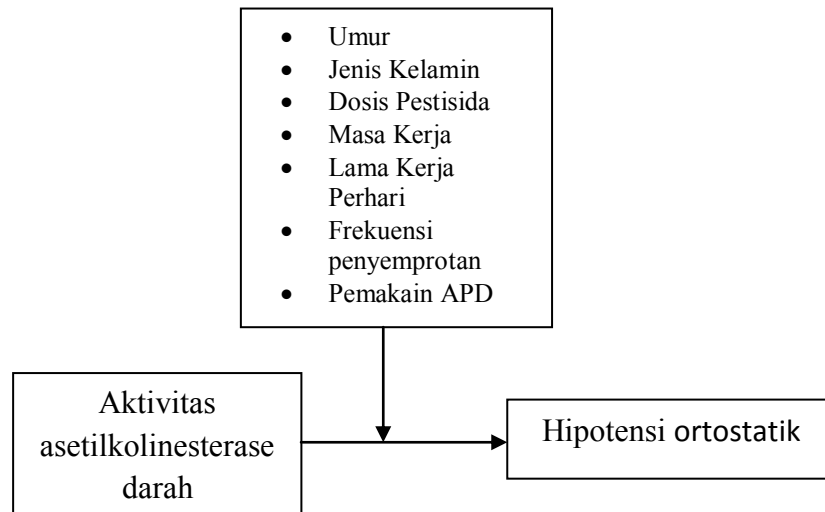 • Umur
• Jenis Kelamin
• Dosis Pestisida
• Masa Kerja
• Lama Kerja
Perhari
• Frekuensi
penyemprotan
• Pemakain APD
Aktivitas
asetilkolinesterase
darah
Hipotensi ortostatik